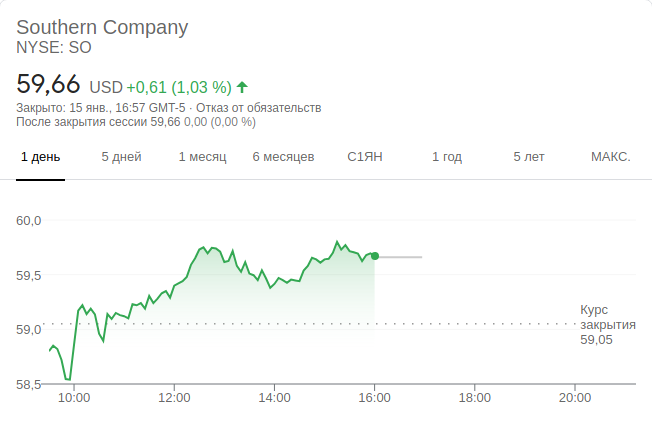 Southern Company
NYSE: SO
59,66 USD +0,61 (1,03 %)
Закрыто: 15 янв., 16:57 GMT-5 · Отказ от обязательств
После закрытия сессии 59,66 0,00 (0,00 %)
1 день 5 дней 1 месяц 6 месяцев С1ЯН 1 год 5 лет МАКС.
60,0
59,5
59,0
58,5
Курс
закрытия
59,05
10:00 12:00 14:00 16:00 18:00 20:00